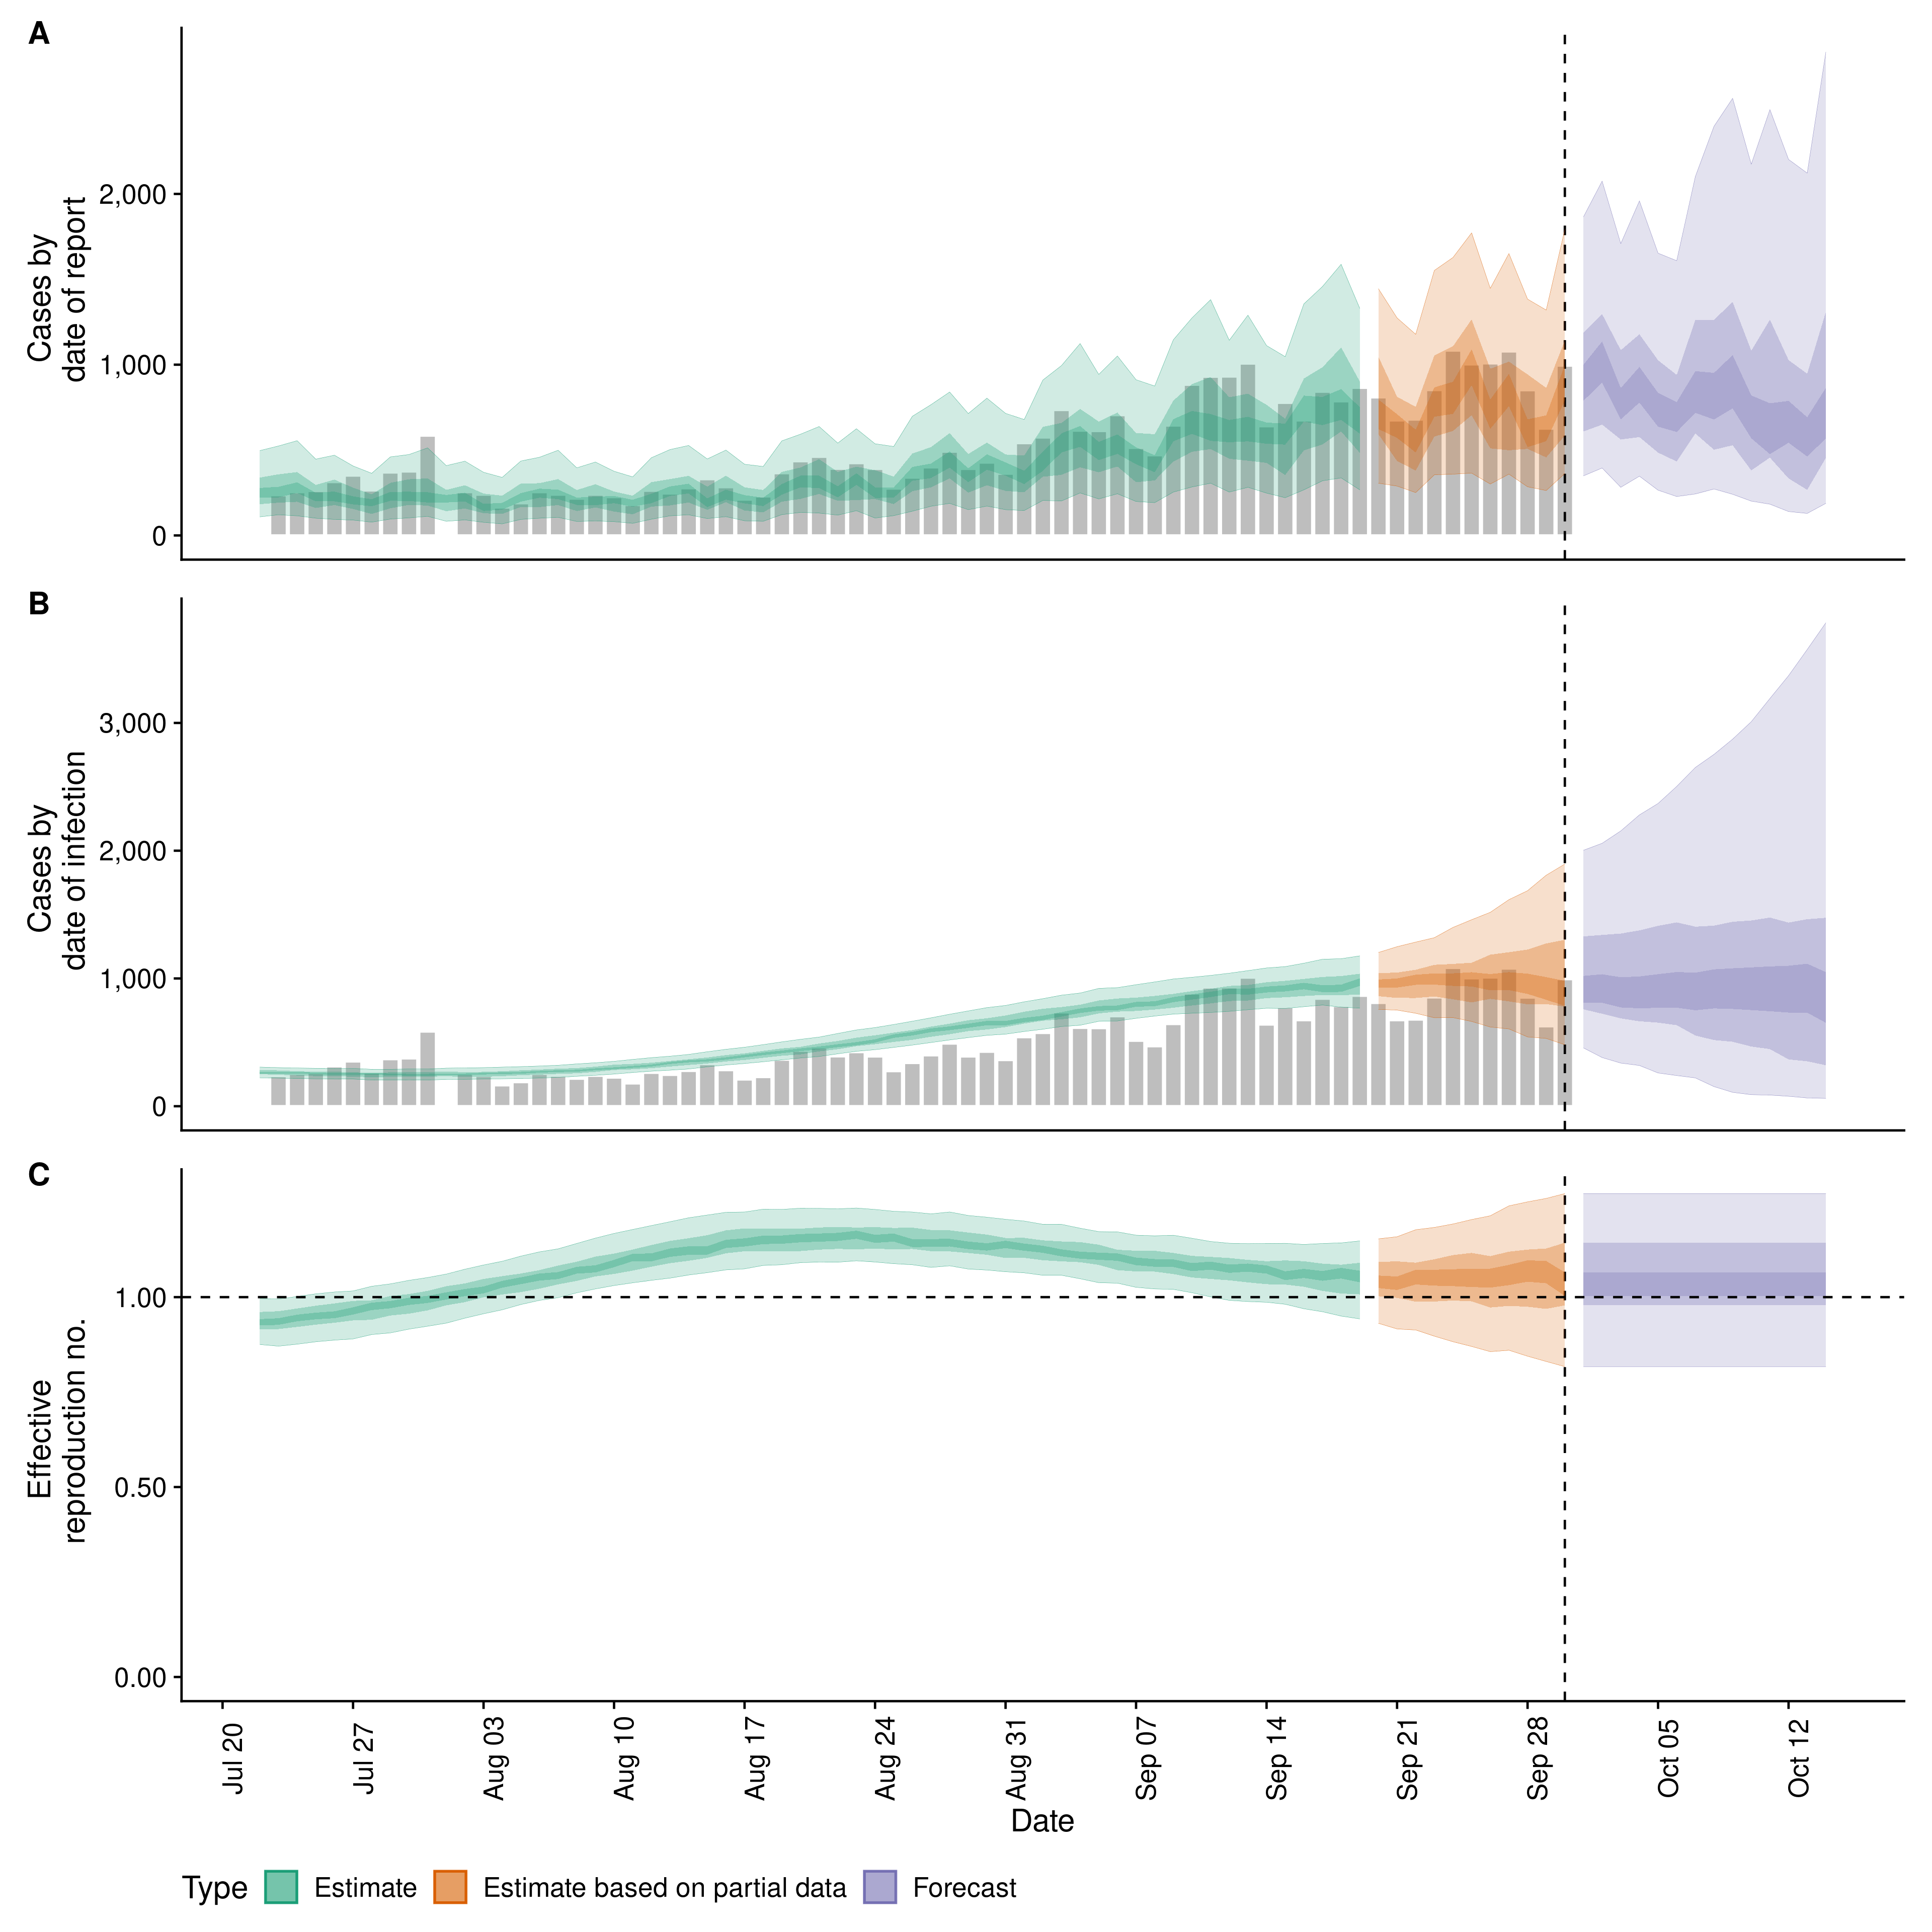 A
Cases by
date of report
2,000
1,000
0
B
Cases by
date of infection
3,000
2,000
1,000
0
C
Effective
reproduction no.
1.00
0.50
0.00
Jul 20
Jul 27
Aug 03
Aug 10
Aug 17
Aug 24
Aug 31
Sep 07
Sep 14
Sep 21
Sep 28
Oct 05
Oct 12
Date
Type Estimate Estimate based on partial data Forecast